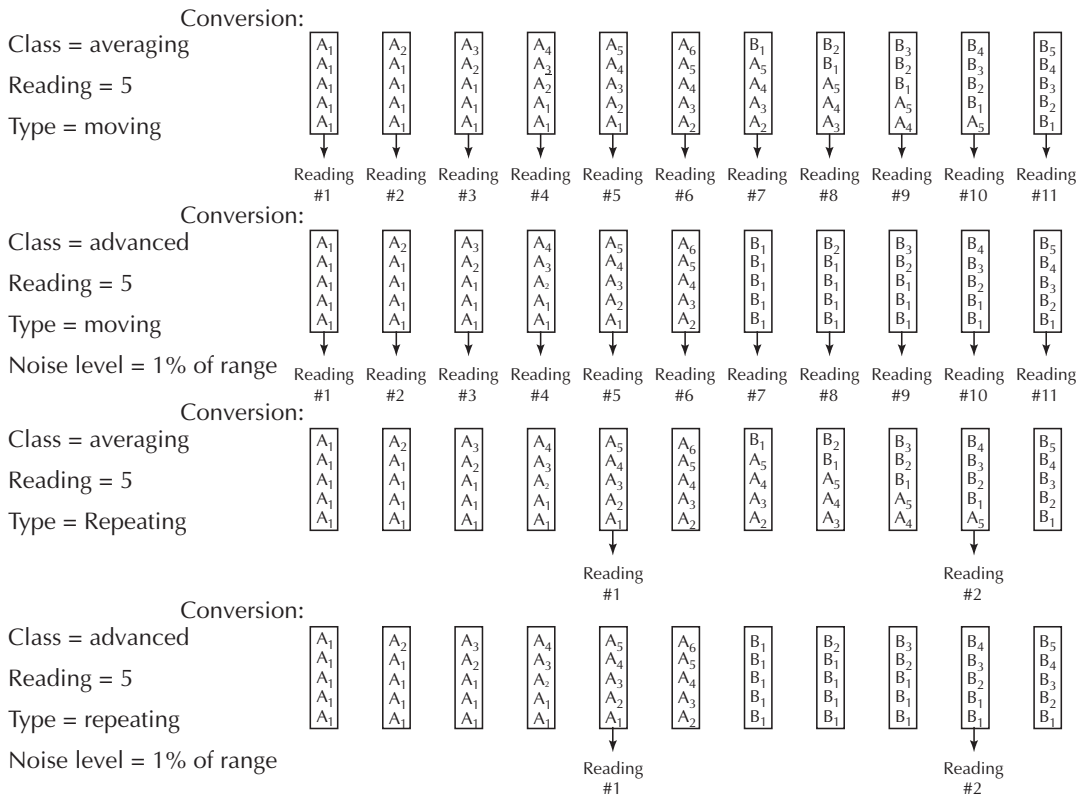 Conversion:
Class = averaging A₁ A₂ A₃ A₄ A₅ A₆ B₁ B₂ B₃ B₄ B₅
A₁ A₁ A₂ A₃ A₄ A₅ A₅ B₁ B₂ B₃ B₄
Reading = 5 A₁ A₁ A₁ A₂ A₃ A₄ A₄ A₅ B₁ B₂ B₃
A₁ A₁ A₁ A₁ A₂ A₃ A₃ A₄ A₅ B₁ B₂
Type = moving A₁ A₁ A₁ A₁ A₁ A₂ A₂ A₃ A₄ A₅ B₁
Reading Reading Reading Reading Reading Reading Reading Reading Reading Reading Reading
#1 #2 #3 #4 #5 #6 #7 #8 #9 #10 #11
Conversion:
Class = advanced A₁ A₂ A₃ A₄ A₅ A₆ B₁ B₂ B₃ B₄ B₅
A₁ A₁ A₂ A₃ A₄ A₅ B₁ B₁ B₂ B₃ B₄
Reading = 5 A₁ A₁ A₁ A₂ A₃ A₄ B₁ B₁ B₁ B₂ B₃
A₁ A₁ A₁ A₁ A₂ A₃ B₁ B₁ B₁ B₁ B₂
Type = moving A₁ A₁ A₁ A₁ A₁ A₂ B₁ B₁ B₁ B₁ B₁
Noise level = 1% of range Reading Reading Reading Reading Reading Reading Reading Reading Reading Reading Reading
#1 #2 #3 #4 #5 #6 #7 #8 #9 #10 #11
Conversion:
Class = averaging A₁ A₂ A₃ A₄ A₅ A₆ B₁ B₂ B₃ B₄ B₅
A₁ A₁ A₂ A₃ A₄ A₅ A₅ B₁ B₂ B₃ B₄
Reading = 5 A₁ A₁ A₁ A₂ A₃ A₄ A₄ A₅ B₁ B₂ B₃
A₁ A₁ A₁ A₁ A₂ A₃ A₃ A₄ A₅ B₁ B₂
Type = Repeating A₁ A₁ A₁ A₁ A₁ A₂ A₂ A₃ A₄ A₅ B₁
Reading Reading
#1 #2
Conversion:
Class = advanced A₁ A₂ A₃ A₄ A₅ A₆ B₁ B₂ B₃ B₄ B₅
A₁ A₁ A₂ A₃ A₄ A₅ B₁ B₁ B₂ B₃ B₄
Reading = 5 A₁ A₁ A₁ A₂ A₃ A₄ B₁ B₁ B₁ B₂ B₃
A₁ A₁ A₁ A₁ A₂ A₃ B₁ B₁ B₁ B₁ B₂
Type = repeating A₁ A₁ A₁ A₁ A₁ A₂ B₁ B₁ B₁ B₁ B₁
Noise level = 1% of range Reading Reading
#1 #2